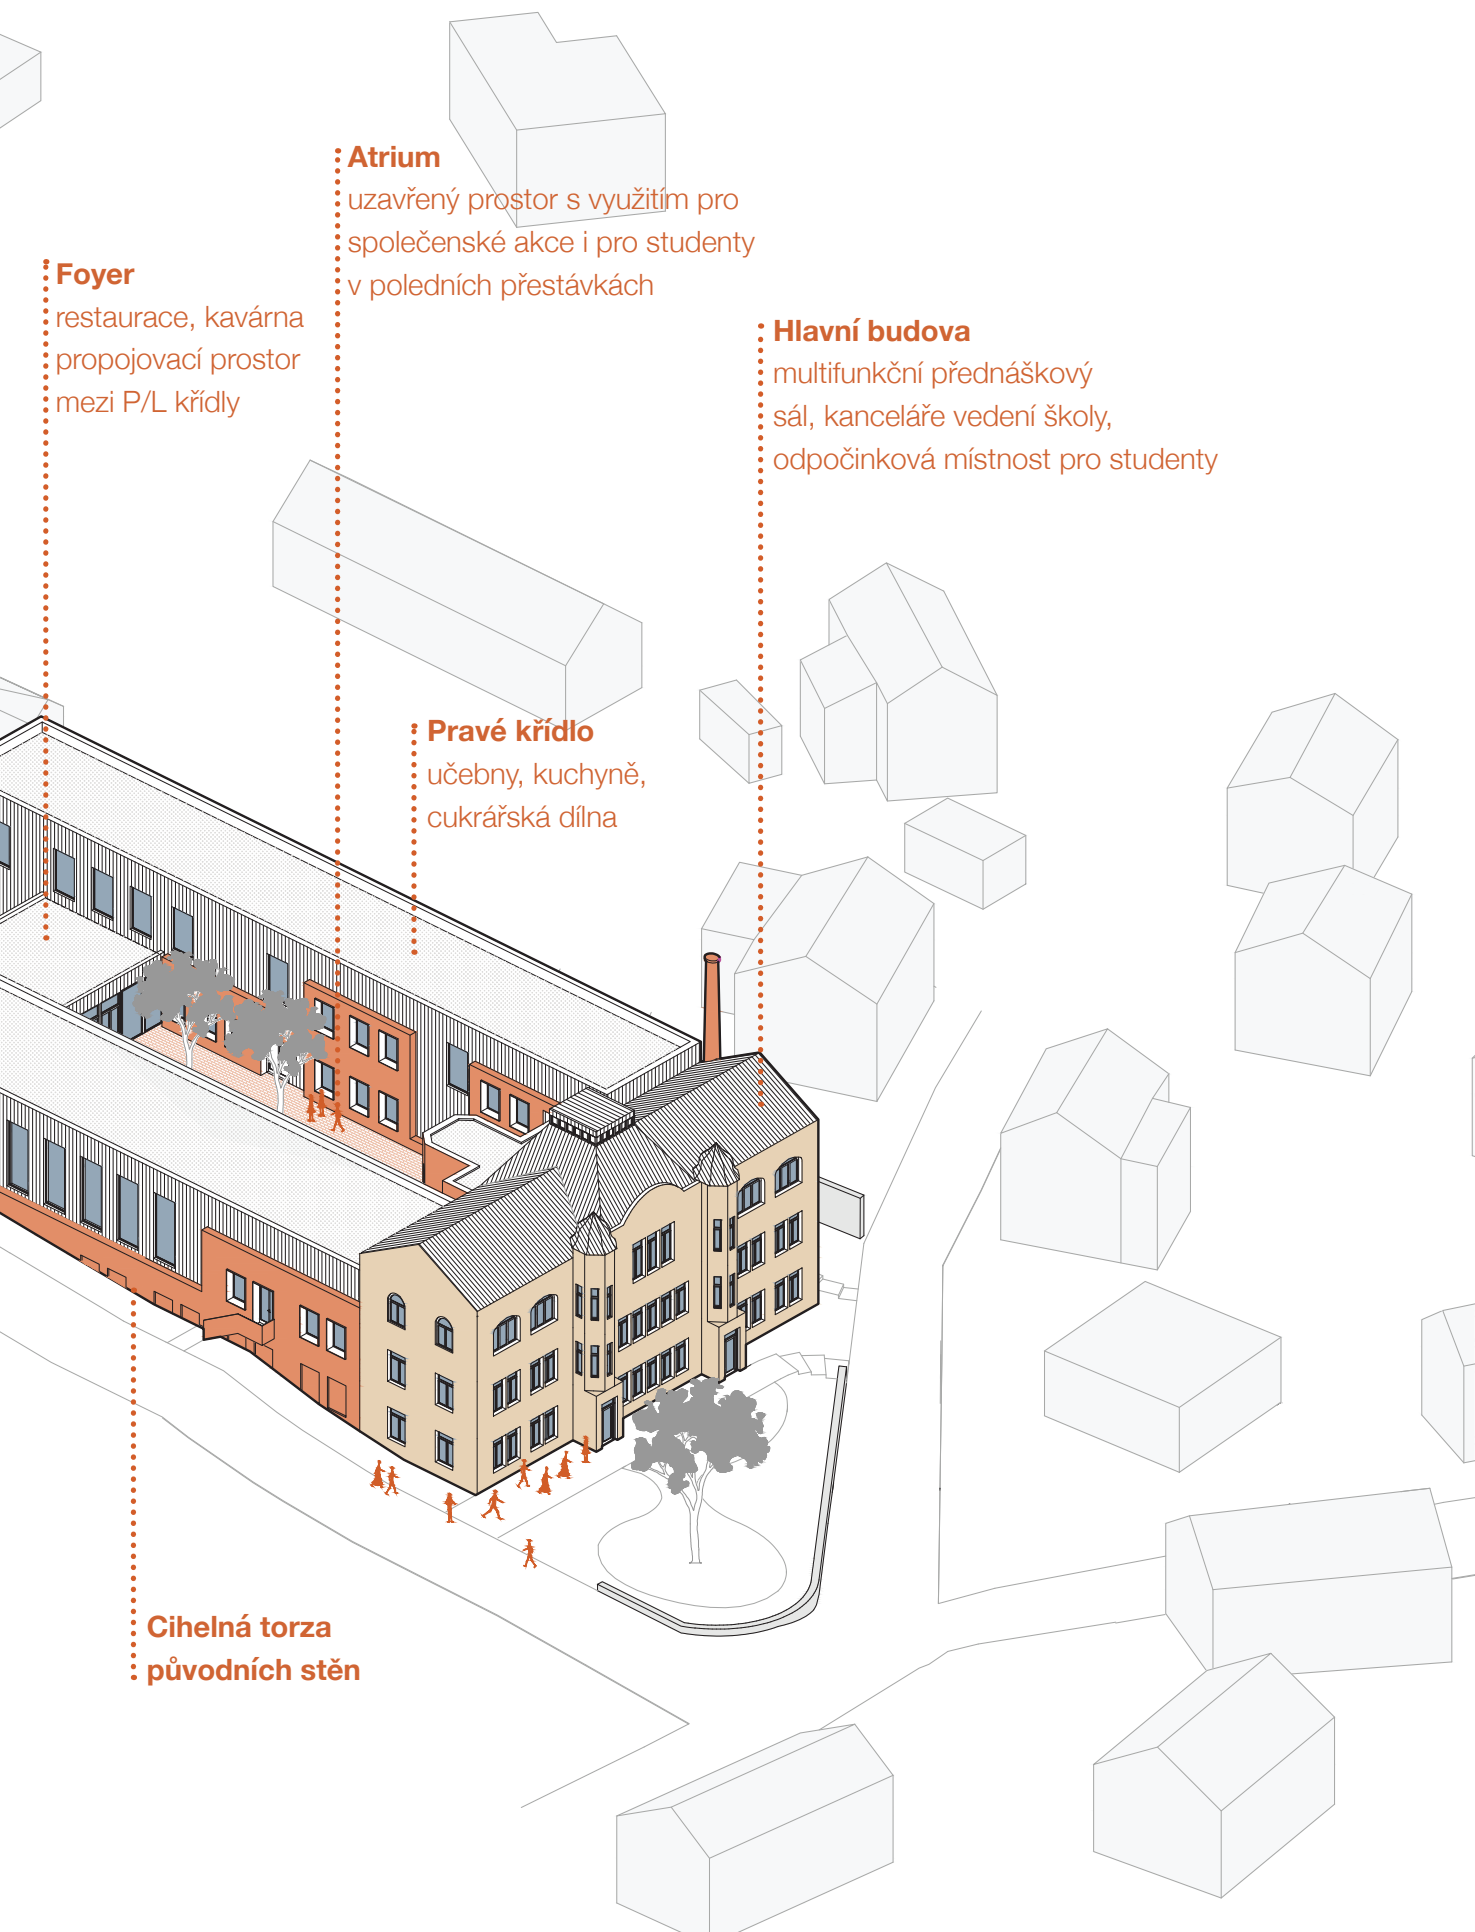 Atrium
uzavřený prostor s využitím pro
společenské akce i pro studenty
v poledních přestávkách
Foyer
restaurace, kavárna
propojovací prostor
mezi P/L křídly
Hlavní budova
multifunkční přednáškový
sál, kanceláře vedení školy,
odpočinková místnost pro studenty
Pravé křídlo
učebny, kuchyně,
cukrářská dílna
Cihelná torza
původních stěn